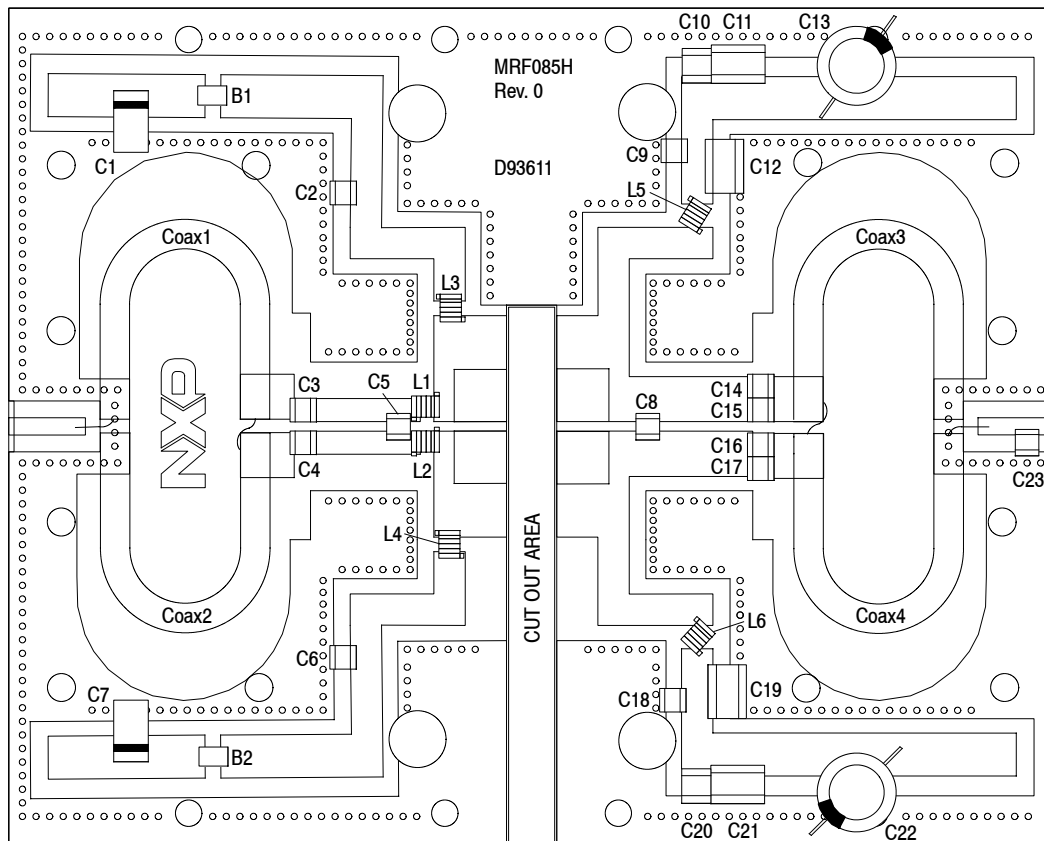 C10 C11 C13
MRF085H
Rev. 0
B1
C1
C9
C12
D93611
C2
L5
Coax1
Coax3
L3
NXP
C3
C5
L1
C8
C14
C15
C4
L2
C16
C17
C23
L4
CUT OUT AREA
Coax2
Coax4
L6
C6
C7
C18
C19
B2
C20 C21 C22